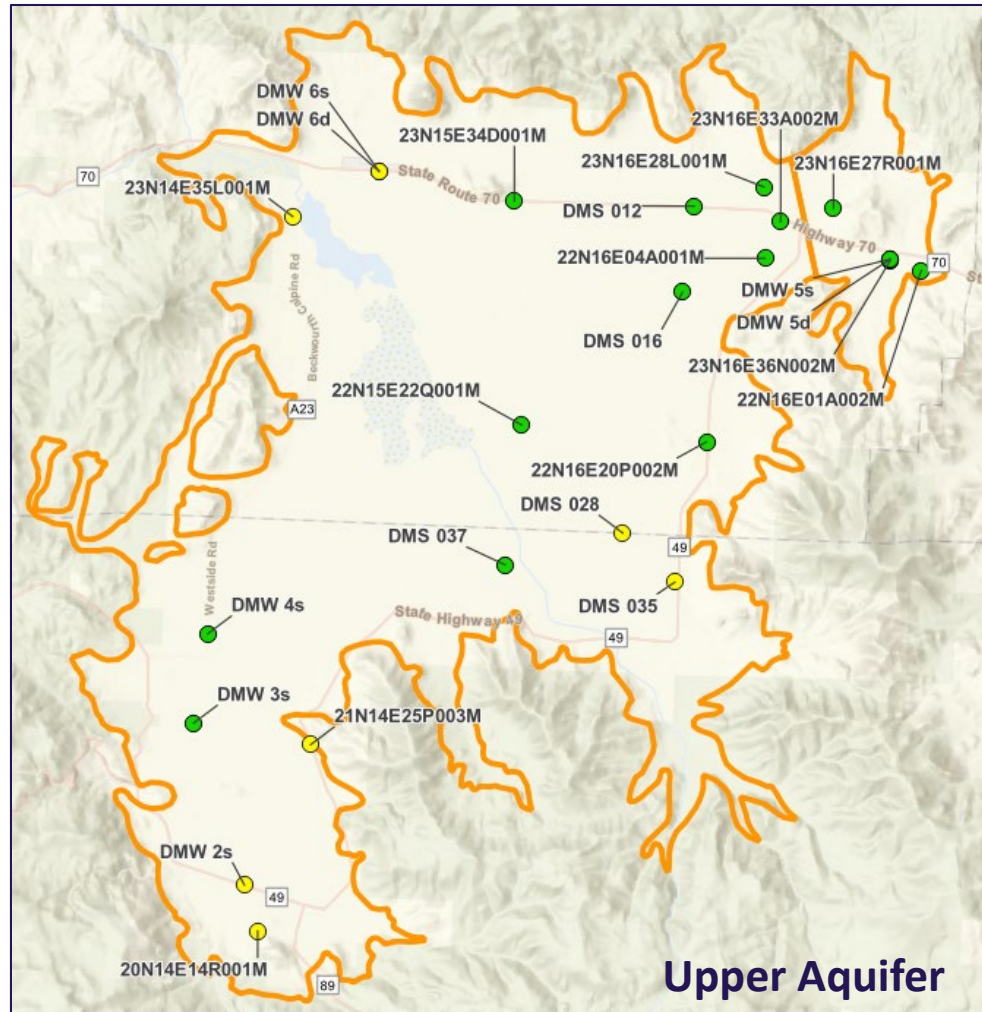 DMW 6s
DMW 6d
23N15E34D001M
23N16E33A002M
23N16E28L001M
23N16E27R001M
70
State Route 70
23N14E35L001M
DMS 012
Highway 70
22N16E04A001M
70
St
DMW 5s
DMS 016
DMW 5d
23N16E36N002M
22N16E01A002M
Beckwourth Calpine Rd
22N15E22Q001M
A23
22N16E20P002M
DMS 028
49
DMS 037
DMS 035
Westside Rd
DMW 4s
State Highway 49
49
DMW 3s
21N14E25P003M
DMW 2s
49
20N14E14R001M
89
Upper Aquifer